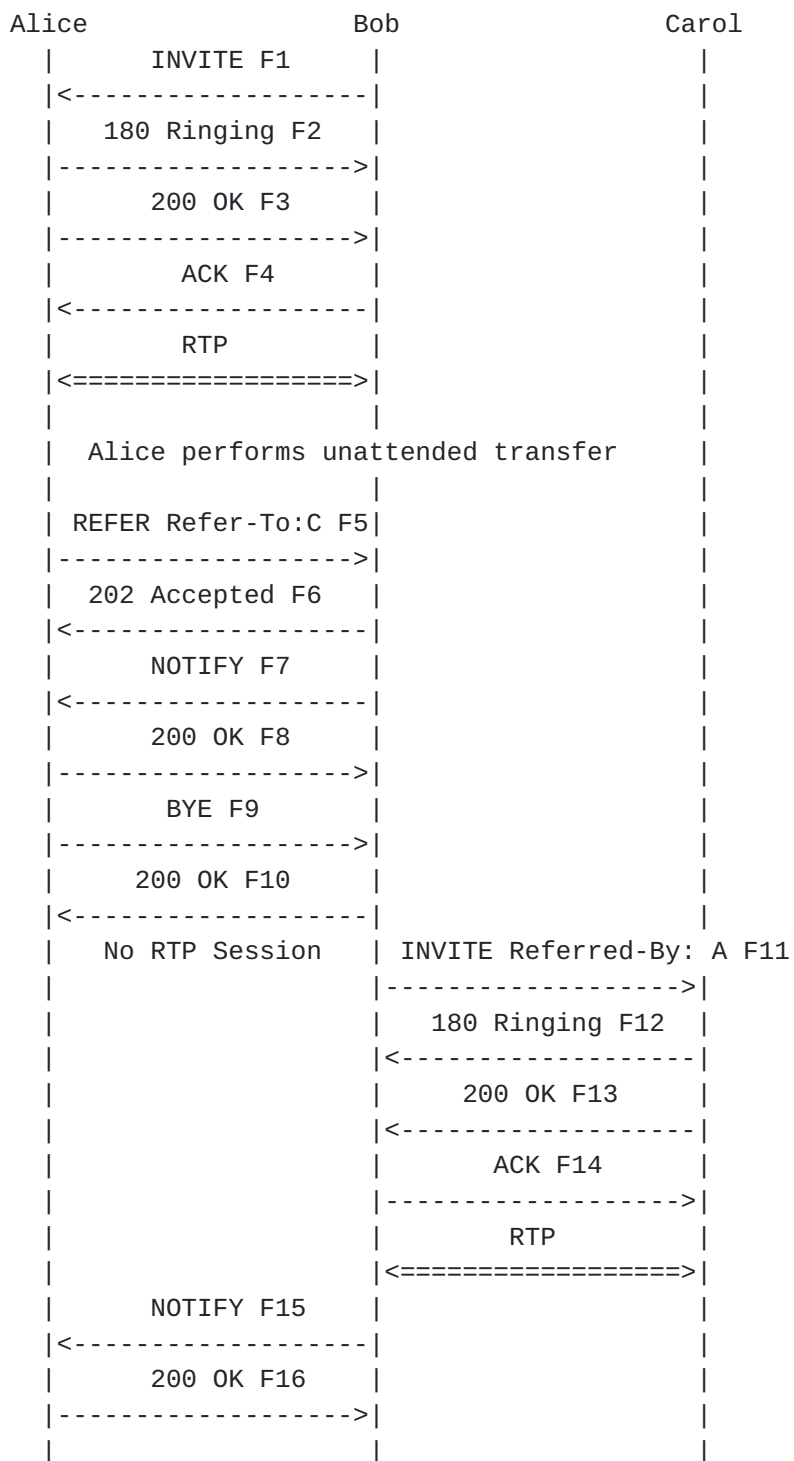 Alice Bob Carol
INVITE F1
180 Ringing F2
200 OK F3
ACK F4
RTP
Alice performs unattended transfer
REFER Refer-To:C F5
202 Accepted F6
NOTIFY F7
200 OK F8
BYE F9
200 OK F10
No RTP Session INVITE Referred-By: A F11
180 Ringing F12
200 OK F13
ACK F14
RTP
NOTIFY F15
200 OK F16